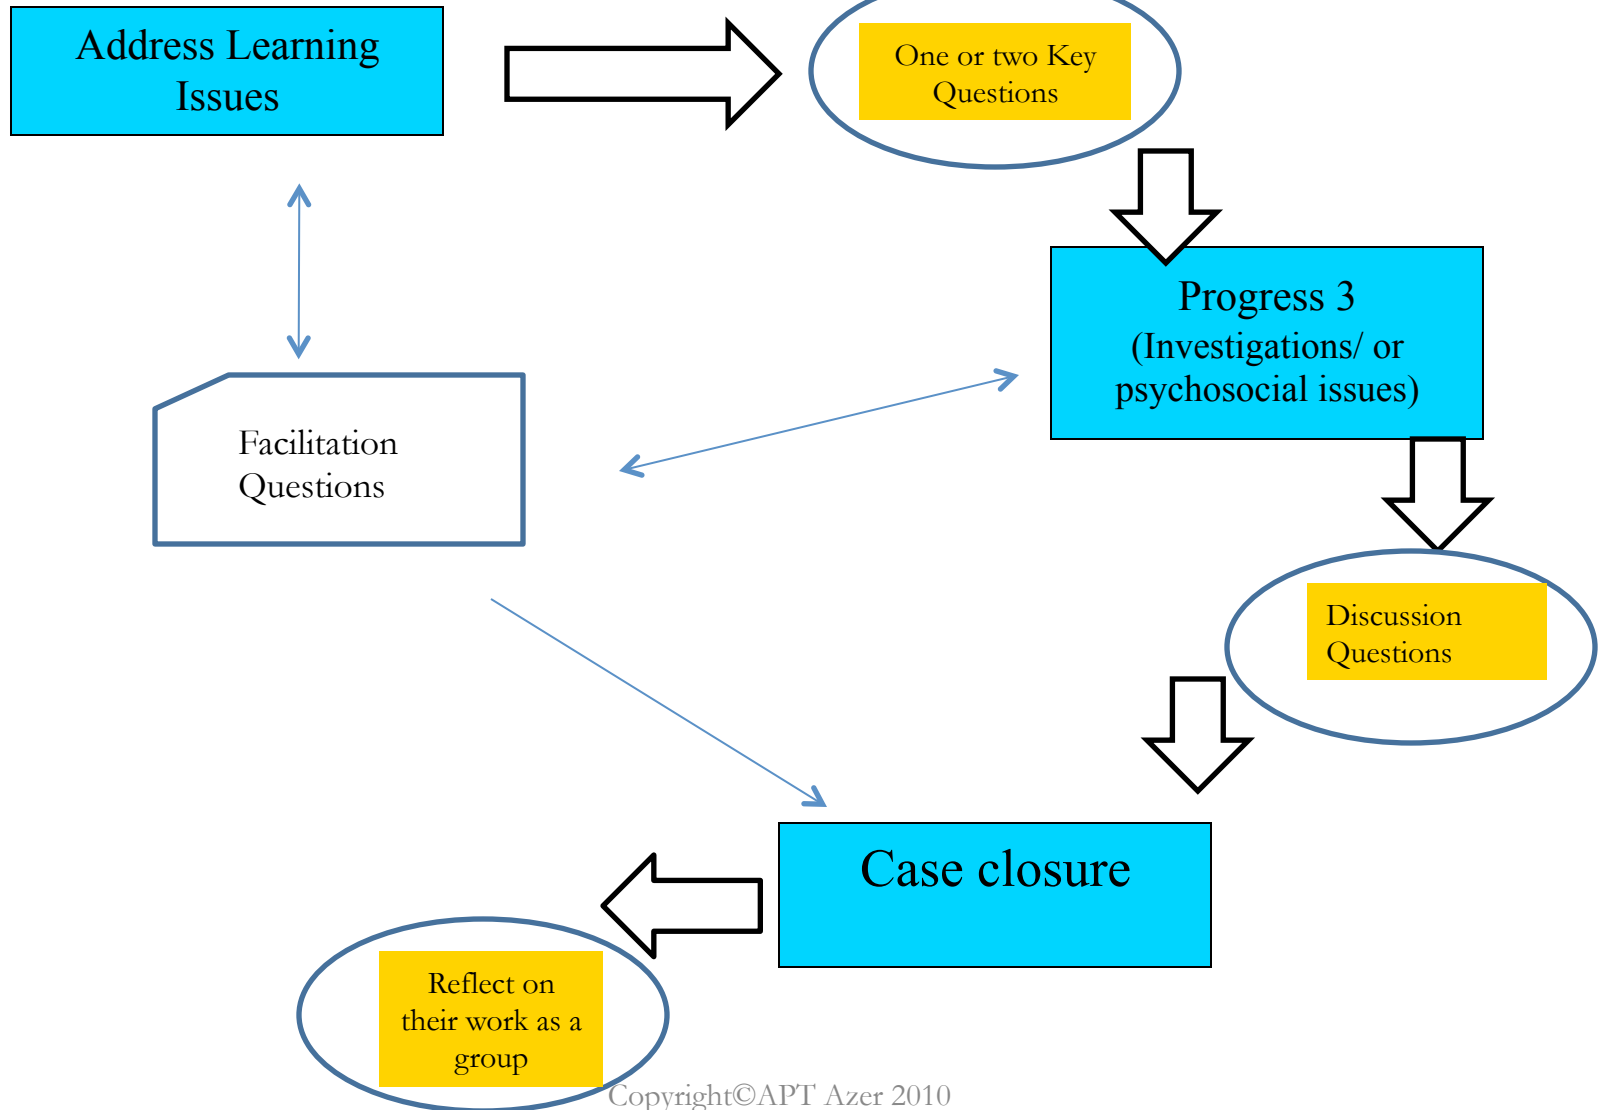 Address Learning
Issues
One or two Key
Questions
Progress 3
(Investigations/ or
psychosocial issues)
Facilitation
Questions
Discussion
Questions
Case closure
Reflect on
their work as a
group
Copyright©APT Azer 2010